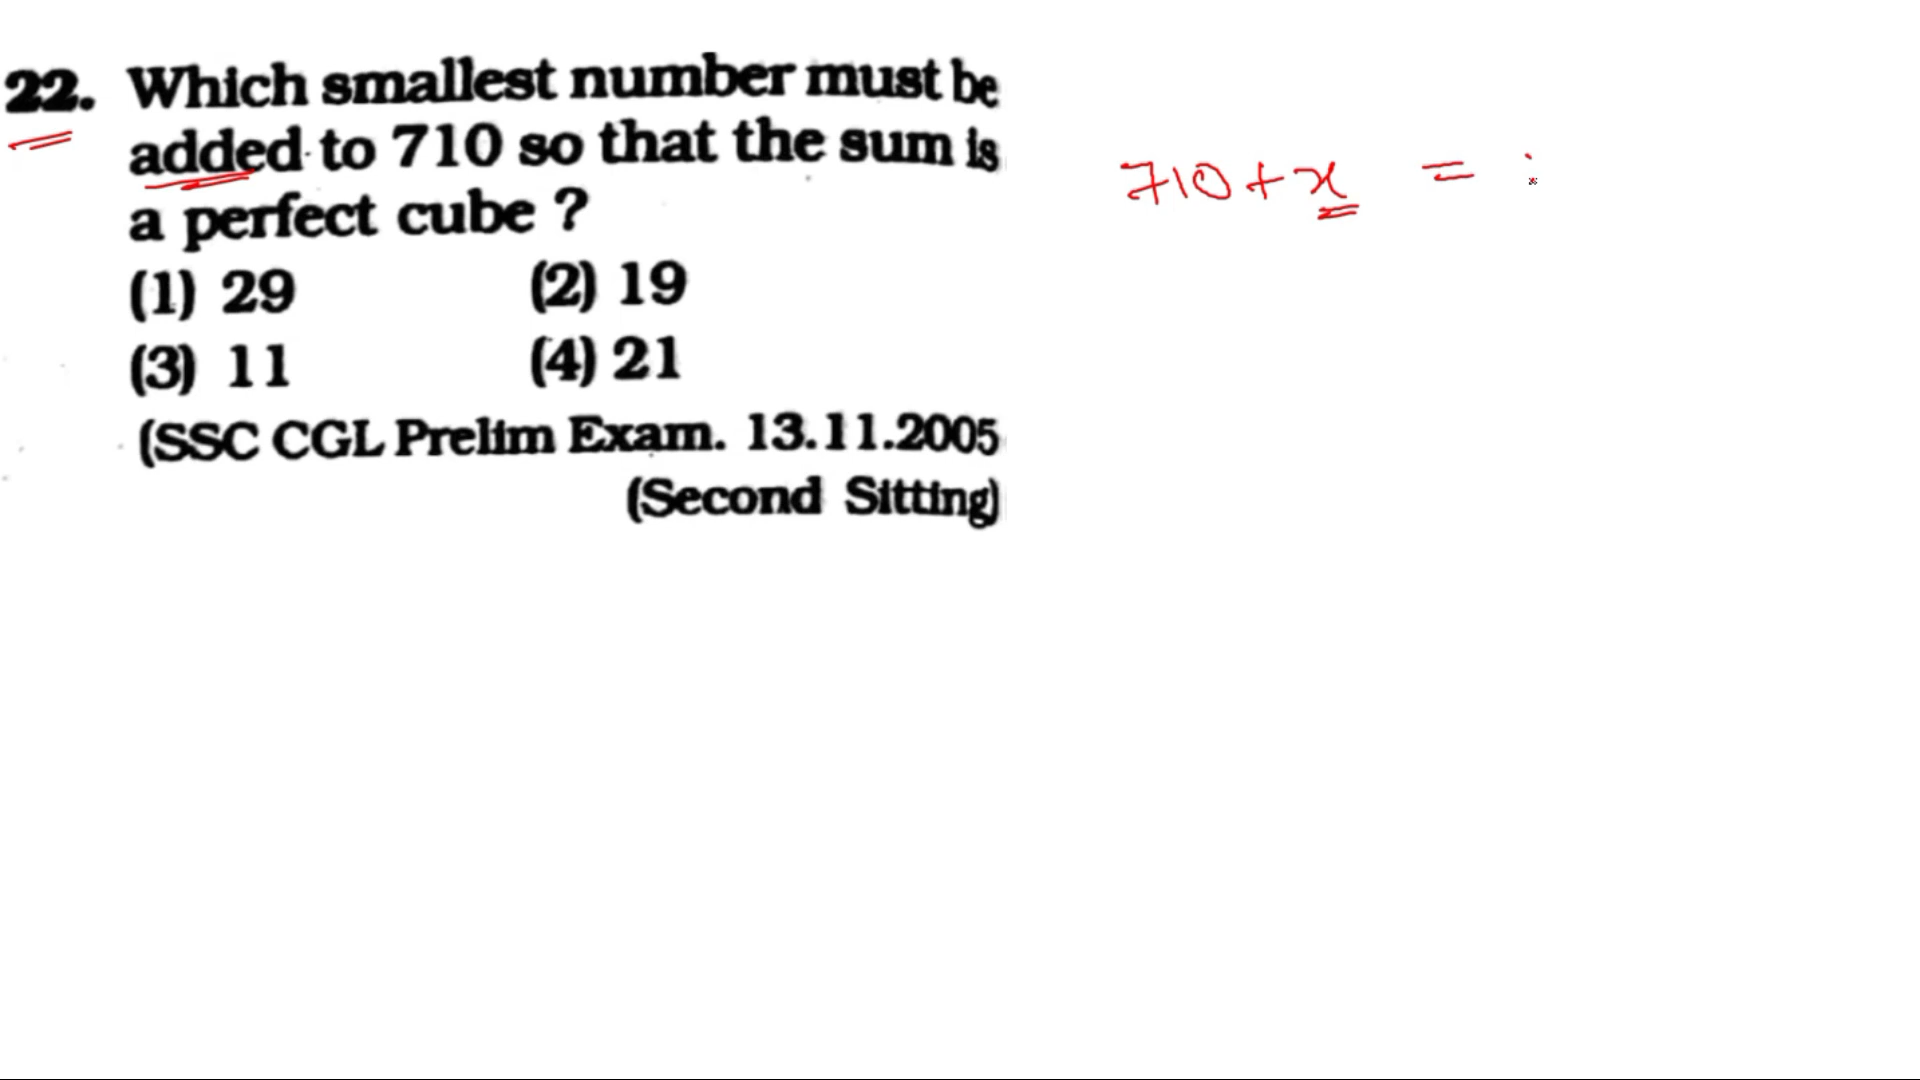 22. Which smallest number must be
added to 710 so that the sum is
a perfect cube ?
(1) 29 (2) 19
(3) 11 (4) 21
(SSC CGL Prelim Exam. 13.11.2005
(Second Sitting)
710 + x =